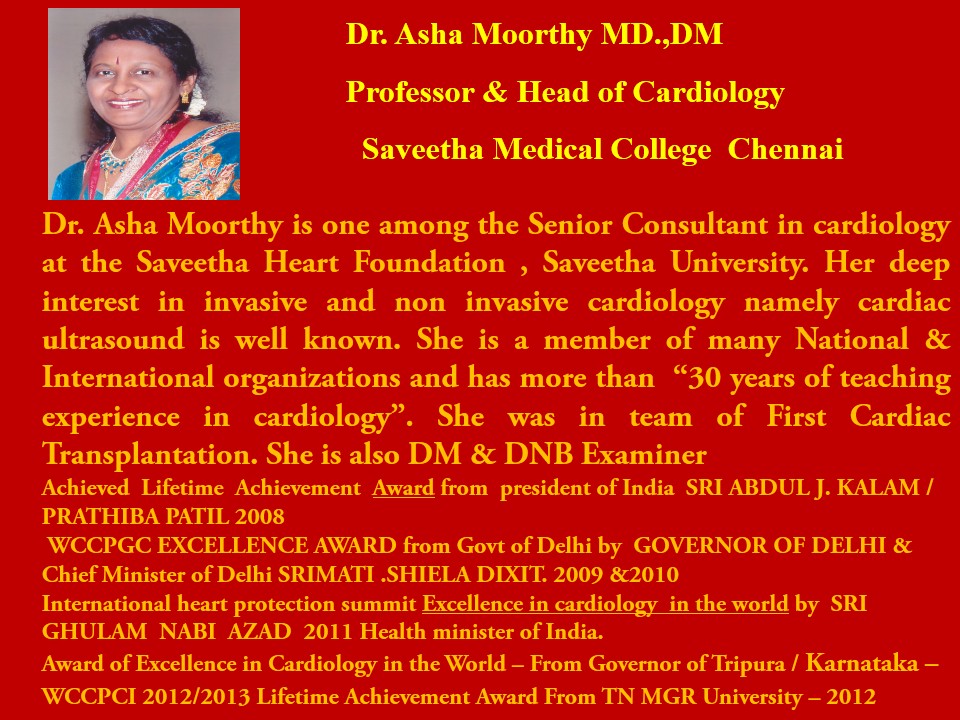 Dr. Asha Moorthy MD.,DM
Professor & Head of Cardiology
Saveetha Medical College Chennai
Dr. Asha Moorthy is one among the Senior Consultant in cardiology
at the Saveetha Heart Foundation , Saveetha University. Her deep
interest in invasive and non invasive cardiology namely cardiac
ultrasound is well known. She is a member of many National &
International organizations and has more than “30 years of teaching
experience in cardiology”. She was in team of First Cardiac
Transplantation. She is also DM & DNB Examiner
Achieved Lifetime Achievement Award from president of India SRI ABDUL J. KALAM /
PRATHIBA PATIL 2008
WCCPGC EXCELLENCE AWARD from Govt of Delhi by GOVERNOR OF DELHI &
Chief Minister of Delhi SRIMATI .SHIELA DIXIT. 2009 &2010
International heart protection summit Excellence in cardiology in the world by SRI
GHULAM NABI AZAD 2011 Health minister of India.
Award of Excellence in Cardiology in the World – From Governor of Tripura / Karnataka –
WCCPCI 2012/2013 Lifetime Achievement Award From TN MGR University – 2012